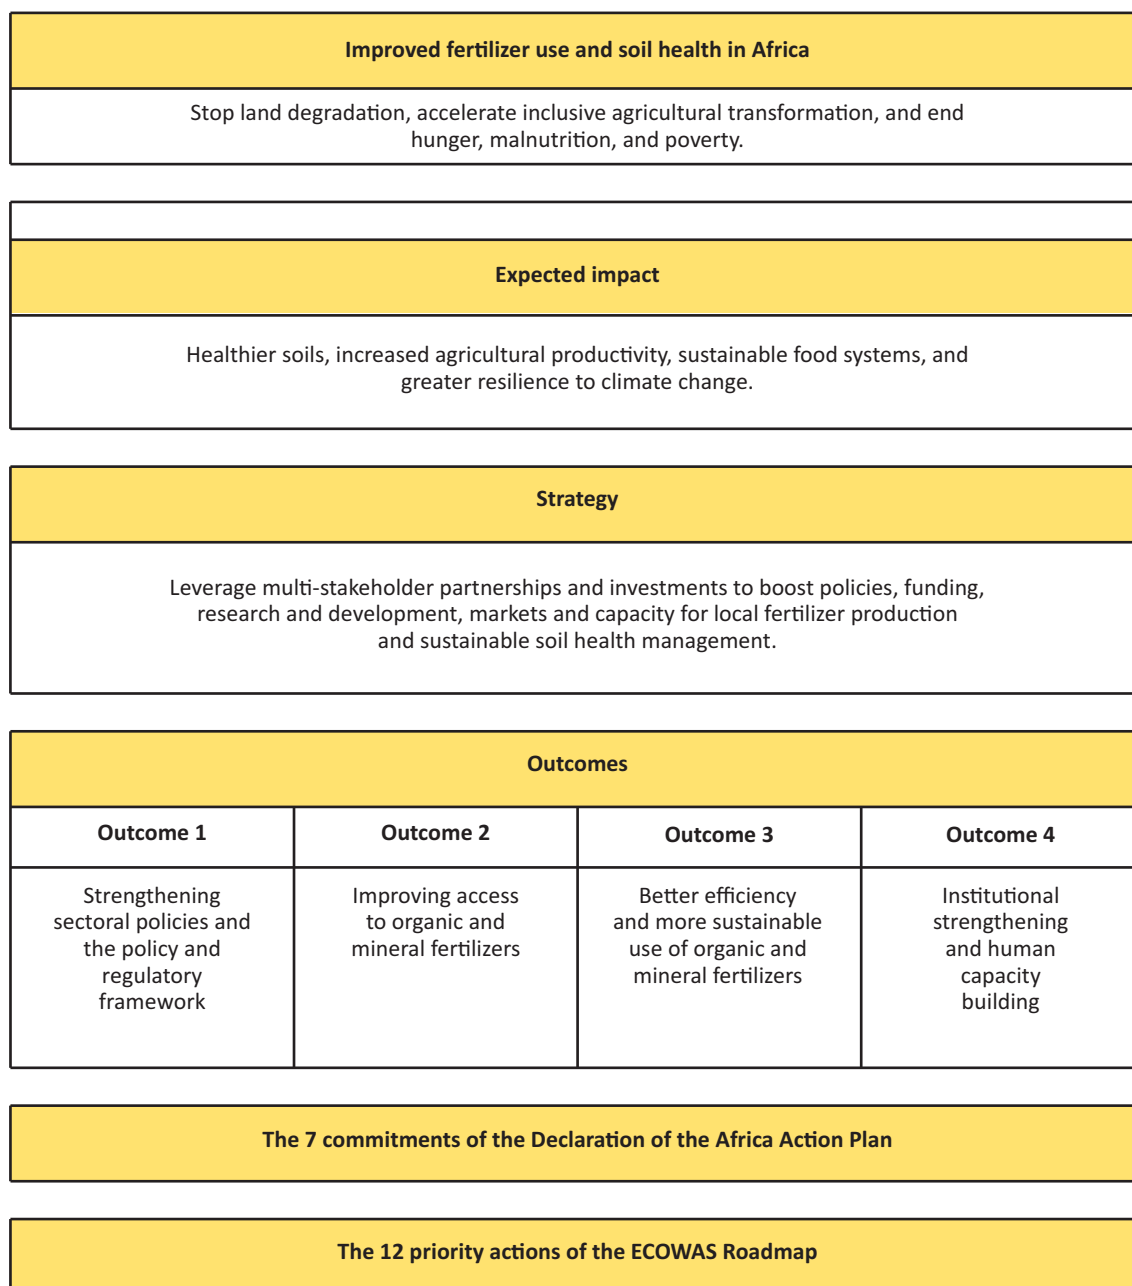 Improved fertilizer use and soil health in Africa
Stop land degradation, accelerate inclusive agricultural transformation, and end
hunger, malnutrition, and poverty.
Expected impact
Healthier soils, increased agricultural productivity, sustainable food systems, and
greater resilience to climate change.
Strategy
Leverage multi-stakeholder partnerships and investments to boost policies, funding,
research and development, markets and capacity for local fertilizer production
and sustainable soil health management.
Outcomes
Outcome 1
Strengthening
sectoral policies and
the policy and
regulatory
framework
Outcome 2
Improving access
to organic and
mineral fertilizers
Outcome 3
Better efficiency
and more sustainable
use of organic and
mineral fertilizers
Outcome 4
Institutional
strengthening
and human
capacity
building
The 7 commitments of the Declaration of the Africa Action Plan
The 12 priority actions of the ECOWAS Roadmap